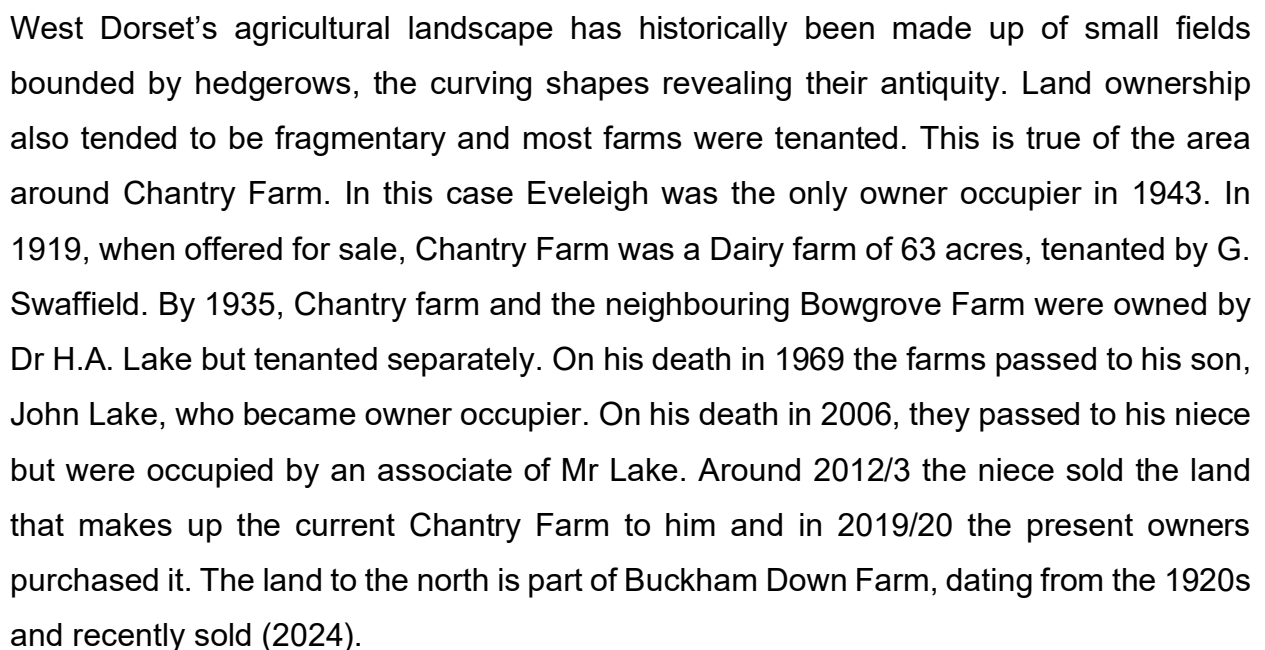 West Dorset’s agricultural landscape has historically been made up of small fields
bounded by hedgerows, the curving shapes revealing their antiquity. Land ownership
also tended to be fragmentary and most farms were tenanted. This is true of the area
around Chantry Farm. In this case Eveleigh was the only owner occupier in 1943. In
1919, when offered for sale, Chantry Farm was a Dairy farm of 63 acres, tenanted by G.
Swaffield. By 1935, Chantry farm and the neighbouring Bowgrove Farm were owned by
Dr H.A. Lake but tenanted separately. On his death in 1969 the farms passed to his son,
John Lake, who became owner occupier. On his death in 2006, they passed to his niece
but were occupied by an associate of Mr Lake. Around 2012/3 the niece sold the land
that makes up the current Chantry Farm to him and in 2019/20 the present owners
purchased it. The land to the north is part of Buckham Down Farm, dating from the 1920s
and recently sold (2024).